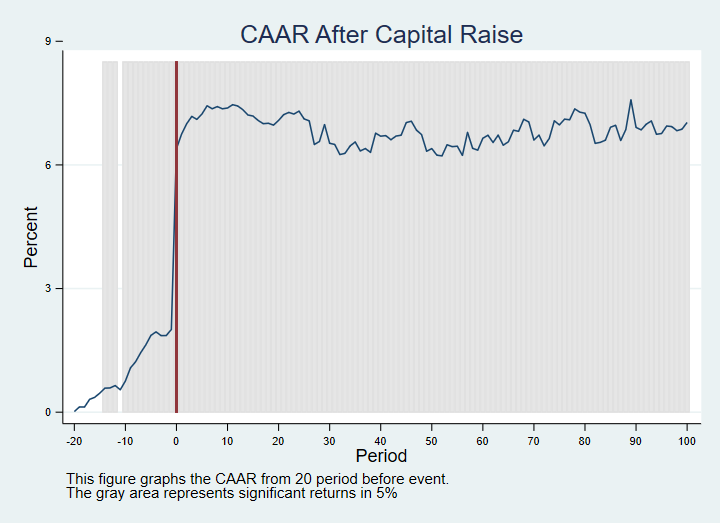 CAAR After Capital Raise
9
6
3
0
Percent
-20 -10 0 10 20 30 40 50 60 70 80 90 100
Period
This figure graphs the CAAR from 20 period before event.
The gray area represents significant returns in 5%